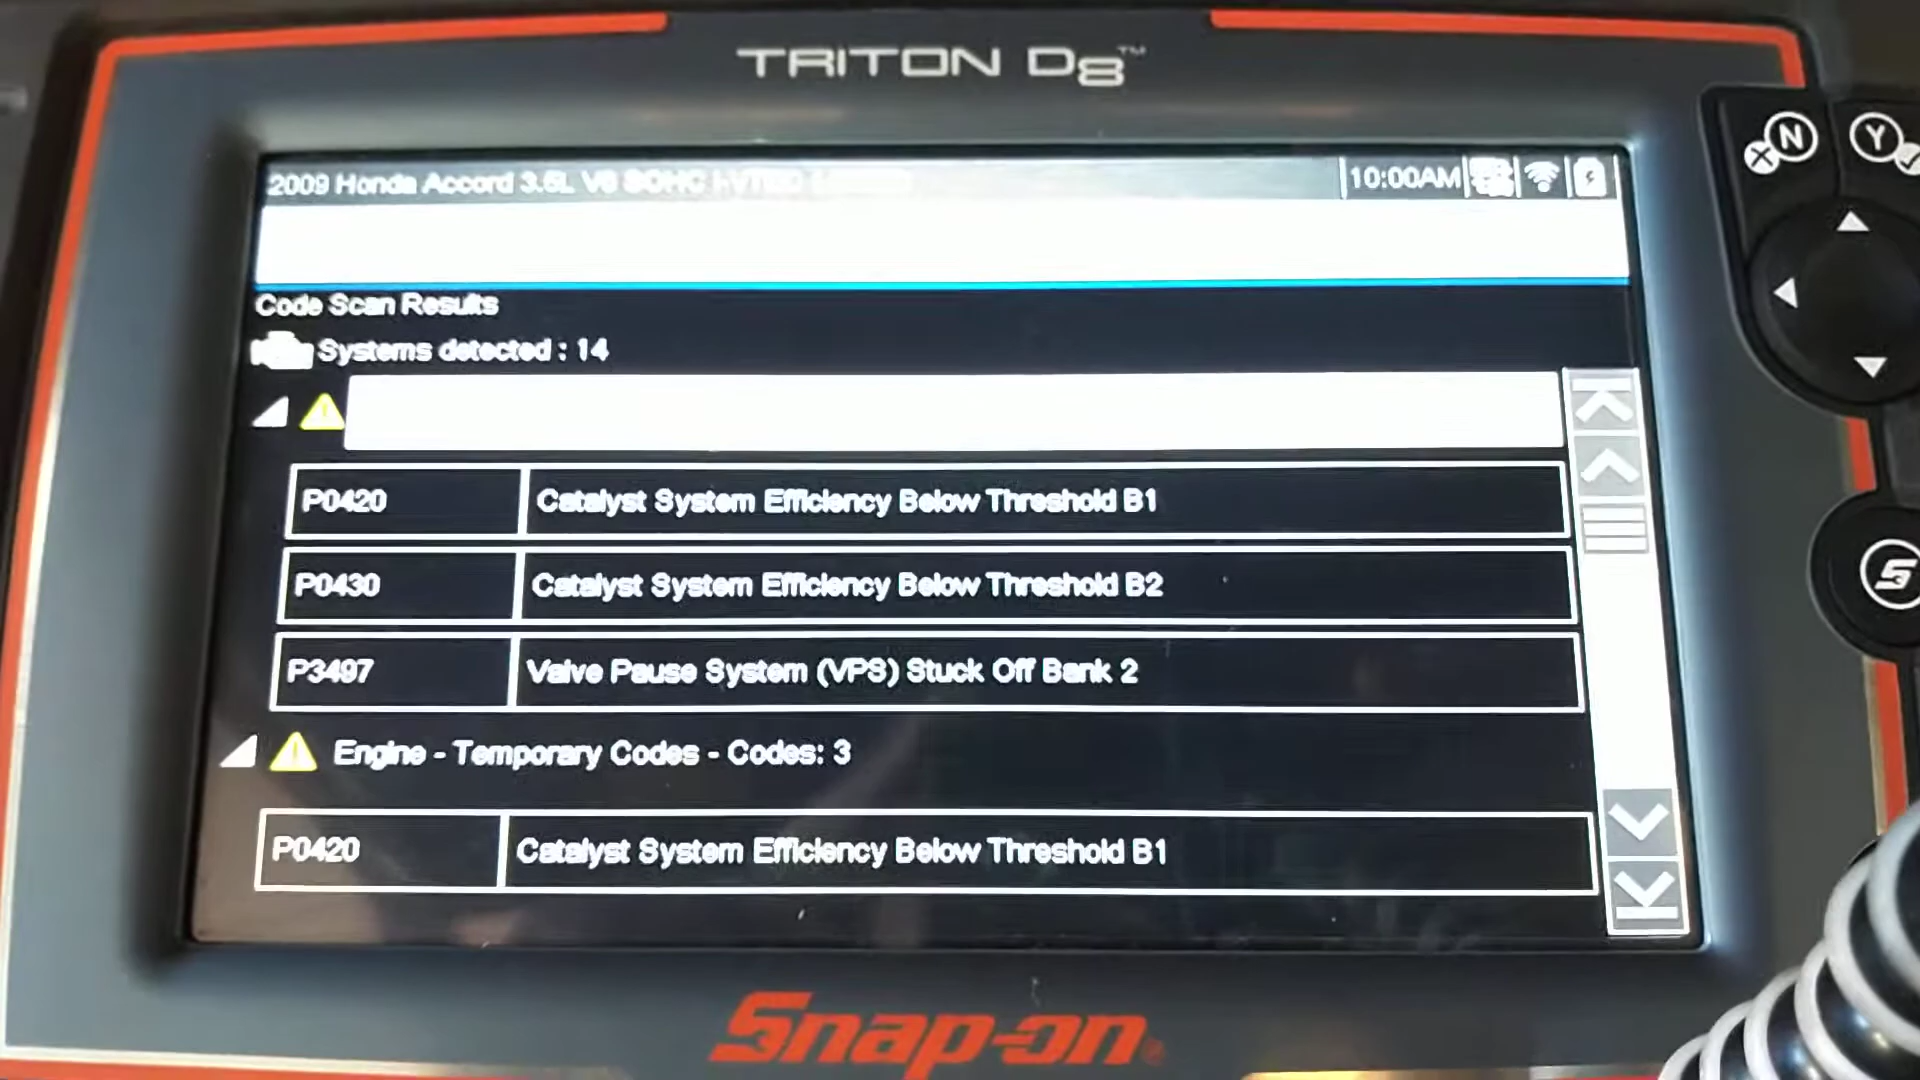 TRITON D8™
N Y
2009 Honda Accord 3.5L V6 SOHC i-VTEC
10:00AM
Code Scan Results
Systems detected : 14
P0420 Catalyst System Efficiency Below Threshold B1
P0430 Catalyst System Efficiency Below Threshold B2
P3497 Valve Pause System (VPS) Stuck Off Bank 2
Engine - Temporary Codes - Codes: 3
P0420 Catalyst System Efficiency Below Threshold B1
Snap-on®